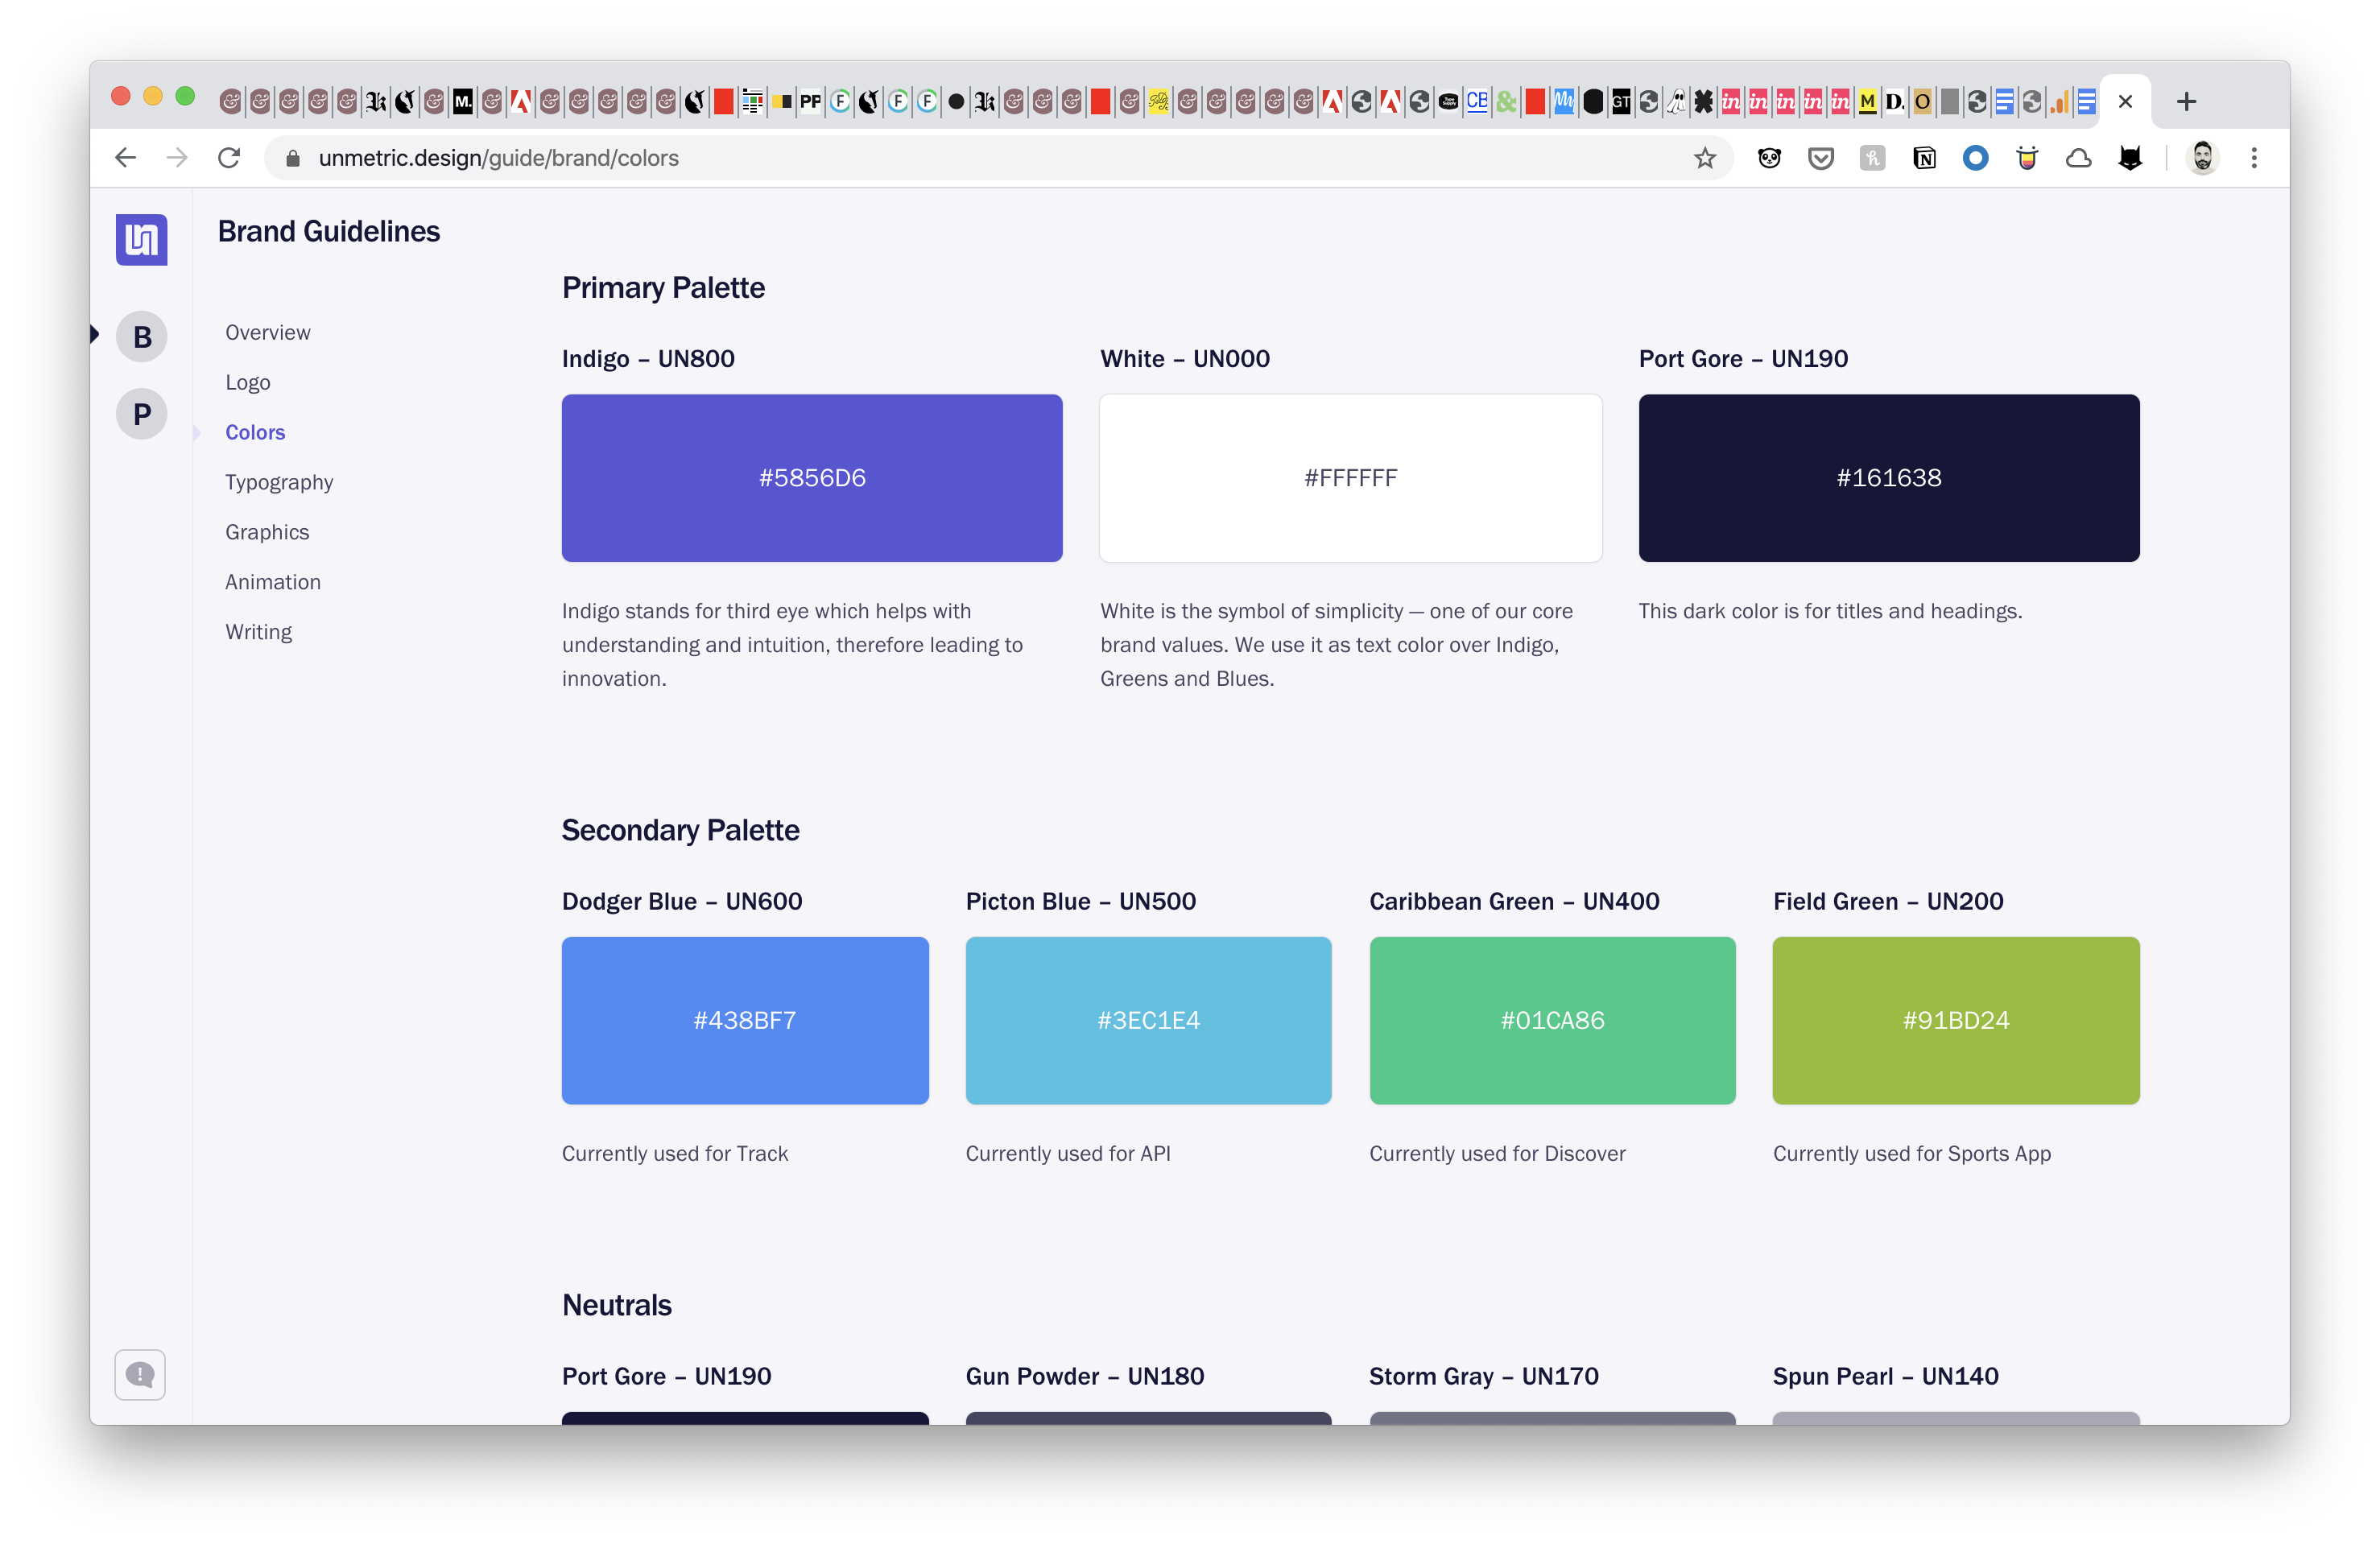 unmetric.design/guide/brand/colors
Brand Guidelines
B
P
Overview
Logo
Colors
Typography
Graphics
Animation
Writing
Primary Palette
Indigo – UN800
White – UN000
Port Gore – UN190
#5856D6
#FFFFFF
#161638
Indigo stands for third eye which helps with
understanding and intuition, therefore leading to
innovation.
White is the symbol of simplicity — one of our core
brand values. We use it as text color over Indigo,
Greens and Blues.
This dark color is for titles and headings.
Secondary Palette
Dodger Blue – UN600
Picton Blue – UN500
Caribbean Green – UN400
Field Green – UN200
#438BF7
#3EC1E4
#01CA86
#91BD24
Currently used for Track
Currently used for API
Currently used for Discover
Currently used for Sports App
Neutrals
Port Gore – UN190
Gun Powder – UN180
Storm Gray – UN170
Spun Pearl – UN140